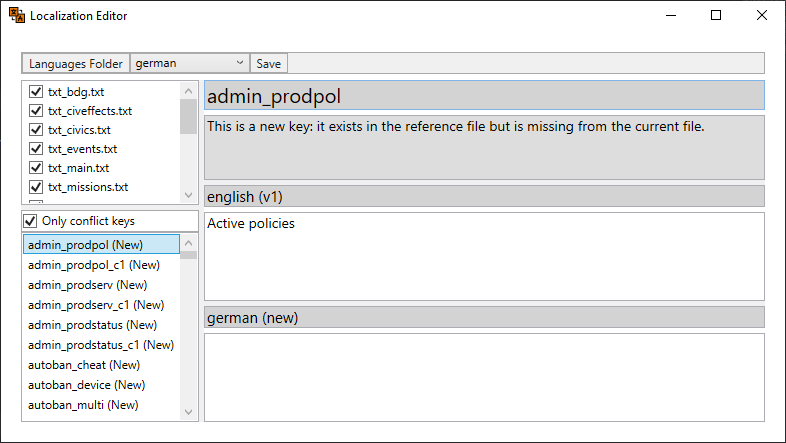 Localization Editor
Languages Folder
german
Save
txt_bdg.txt
txt_civeffects.txt
txt_civics.txt
txt_events.txt
txt_main.txt
txt_missions.txt
Only conflict keys
admin_prodpol (New)
admin_prodpol_c1 (New)
admin_prodserv (New)
admin_prodserv_c1 (New)
admin_prodstatus (New)
admin_prodstatus_c1 (New)
autoban_cheat (New)
autoban_device (New)
autoban_multi (New)
admin_prodpol
This is a new key: it exists in the reference file but is missing from the current file.
english (v1)
Active policies
german (new)